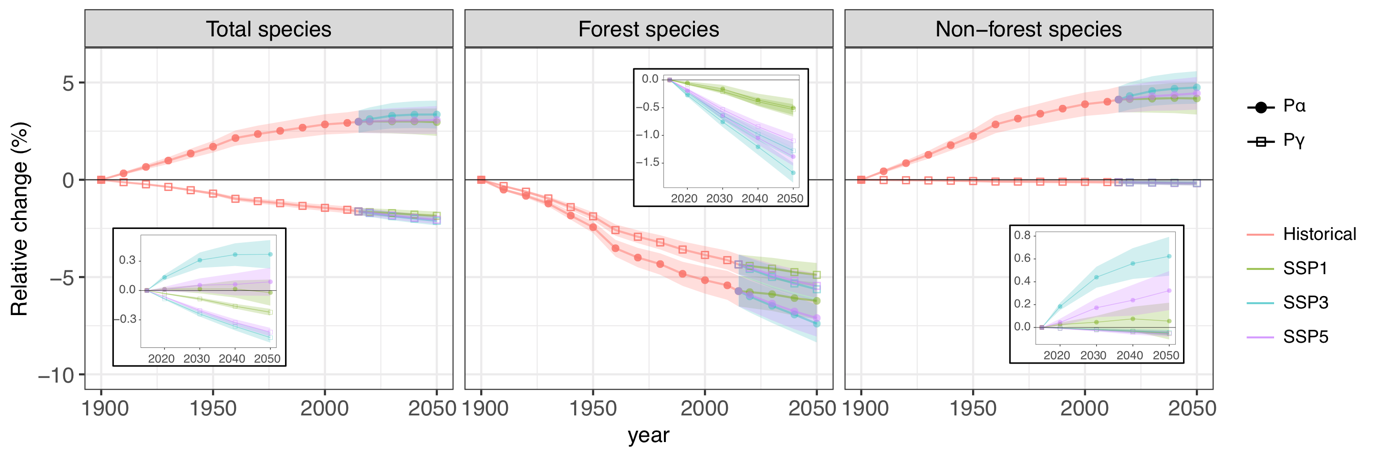 Total species
Forest species
Non−forest species
Relative change (%)
5
0
−5
−10
0.3
0.0
−0.3
2020 2030 2040 2050
0.0
−0.5
−1.0
−1.5
2020 2030 2040 2050
0.8
0.6
0.4
0.2
0.0
2020 2030 2040 2050
1900 1950 2000 2050
1900 1950 2000 2050
1900 1950 2000 2050
year
Pα
Pγ
Historical
SSP1
SSP3
SSP5